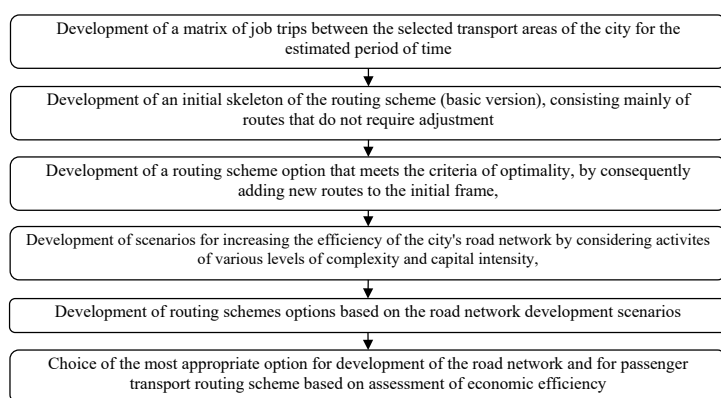 Development of a matrix of job trips between the selected transport areas of the city for the
estimated period of time
Development of an initial skeleton of the routing scheme (basic version), consisting mainly of
routes that do not require adjustment
Development of a routing scheme option that meets the criteria of optimality, by consequently
adding new routes to the initial frame,
Development of scenarios for increasing the efficiency of the city's road network by considering activites
of various levels of complexity and capital intensity,
Development of routing schemes options based on the road network development scenarios
Choice of the most appropriate option for development of the road network and for passenger
transport routing scheme based on assessment of economic efficiency